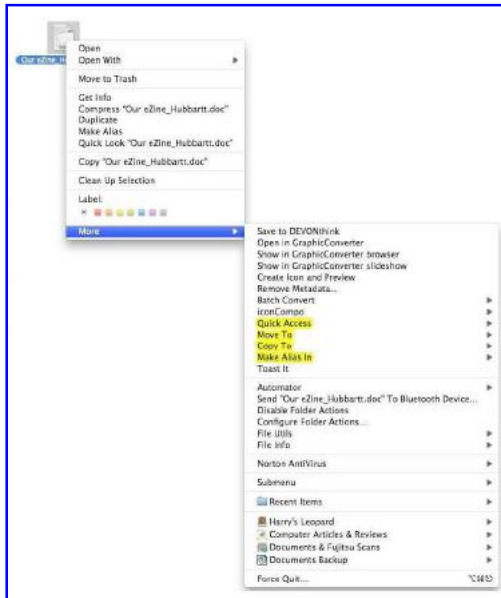 Our eZine_H
Open
Open With
Move to Trash
Get Info
Compress "Our eZine_Hubbartt.doc"
Duplicate
Make Alias
Quick Look "Our eZine_Hubbartt.doc"
Copy "Our eZine_Hubbartt.doc"
Clean Up Selection
Label:
×
More
Save to DEVONthink
Open in GraphicConverter
Show in GraphicConverter browser
Show in GraphicConverter slideshow
Create Icon and Preview
Remove Metadata...
Batch Convert
iconCompo
Quick Access
Move To
Copy To
Make Alias In
Toast It
Automator
Send "Our eZine_Hubbartt.doc" To Bluetooth Device...
Disable Folder Actions
Configure Folder Actions...
File Utils
File Info
Norton AntiVirus
Submenu
Recent Items
Harry's Leopard
Computer Articles & Reviews
Documents & Fujitsu Scans
Documents Backup
Force Quit...